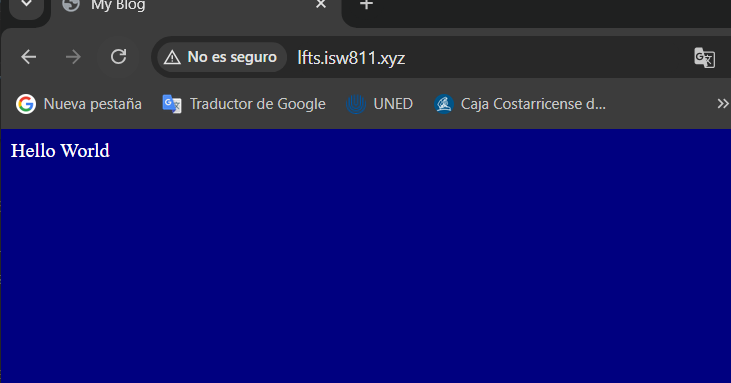 My Blog
No es seguro lfts.isw811.xyz
Nueva pestaña Traductor de Google UNED Caja Costarricense d...
Hello World